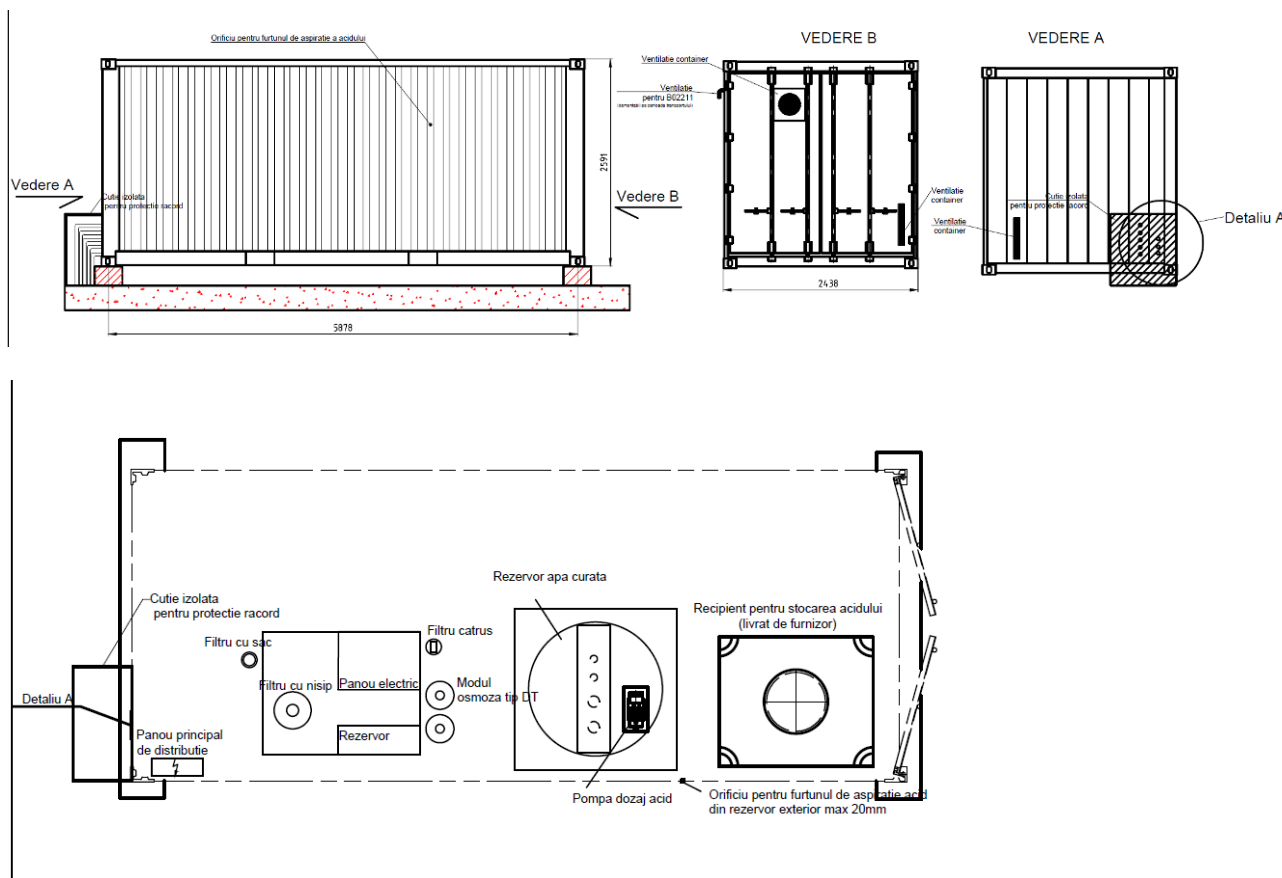 Orificiu pentru furtunul de aspiratie a acidului
VEDERE B
VEDERE A
Ventilatie container
Ventilatie
pentru B02211
2591
Vedere A
Cutie izolata
pentru protectie racord
Vedere B
Ventilatie
container
Ventilatie
container
Cutie izolata
pentru protectie racord
Detaliu A
5878
2438
Rezervor apa curata
Cutie izolata
pentru protectie racord
Recipient pentru stocarea acidului
(livrat de furnizor)
Filtru catrus
Filtru cu sac
Filtru cu nisip
Panou electric
Modul
osmoza tip DT
Detaliu A
Rezervor
Panou principal
de distributie
Pompa dozaj acid
Orificiu pentru furtunul de aspiratie acid
din rezervor exterior max 20mm